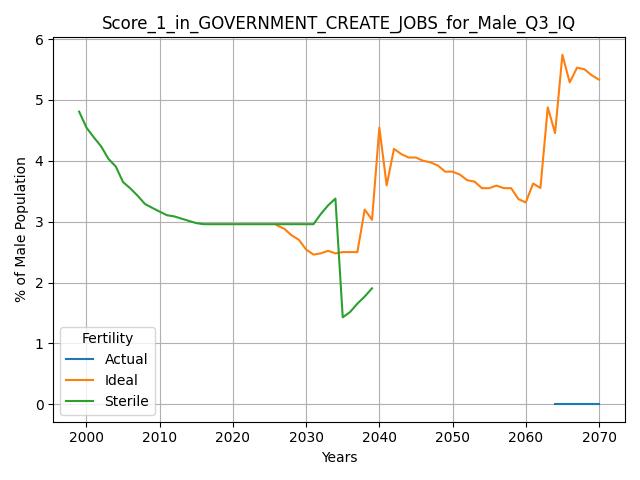 Score_1_in_GOVERNMENT_CREATE_JOBS_for_Male_Q3_IQ
% of Male Population
6
5
4
3
2
1
0
Fertility
Actual
Ideal
Sterile
2000 2010 2020 2030 2040 2050 2060 2070
Years